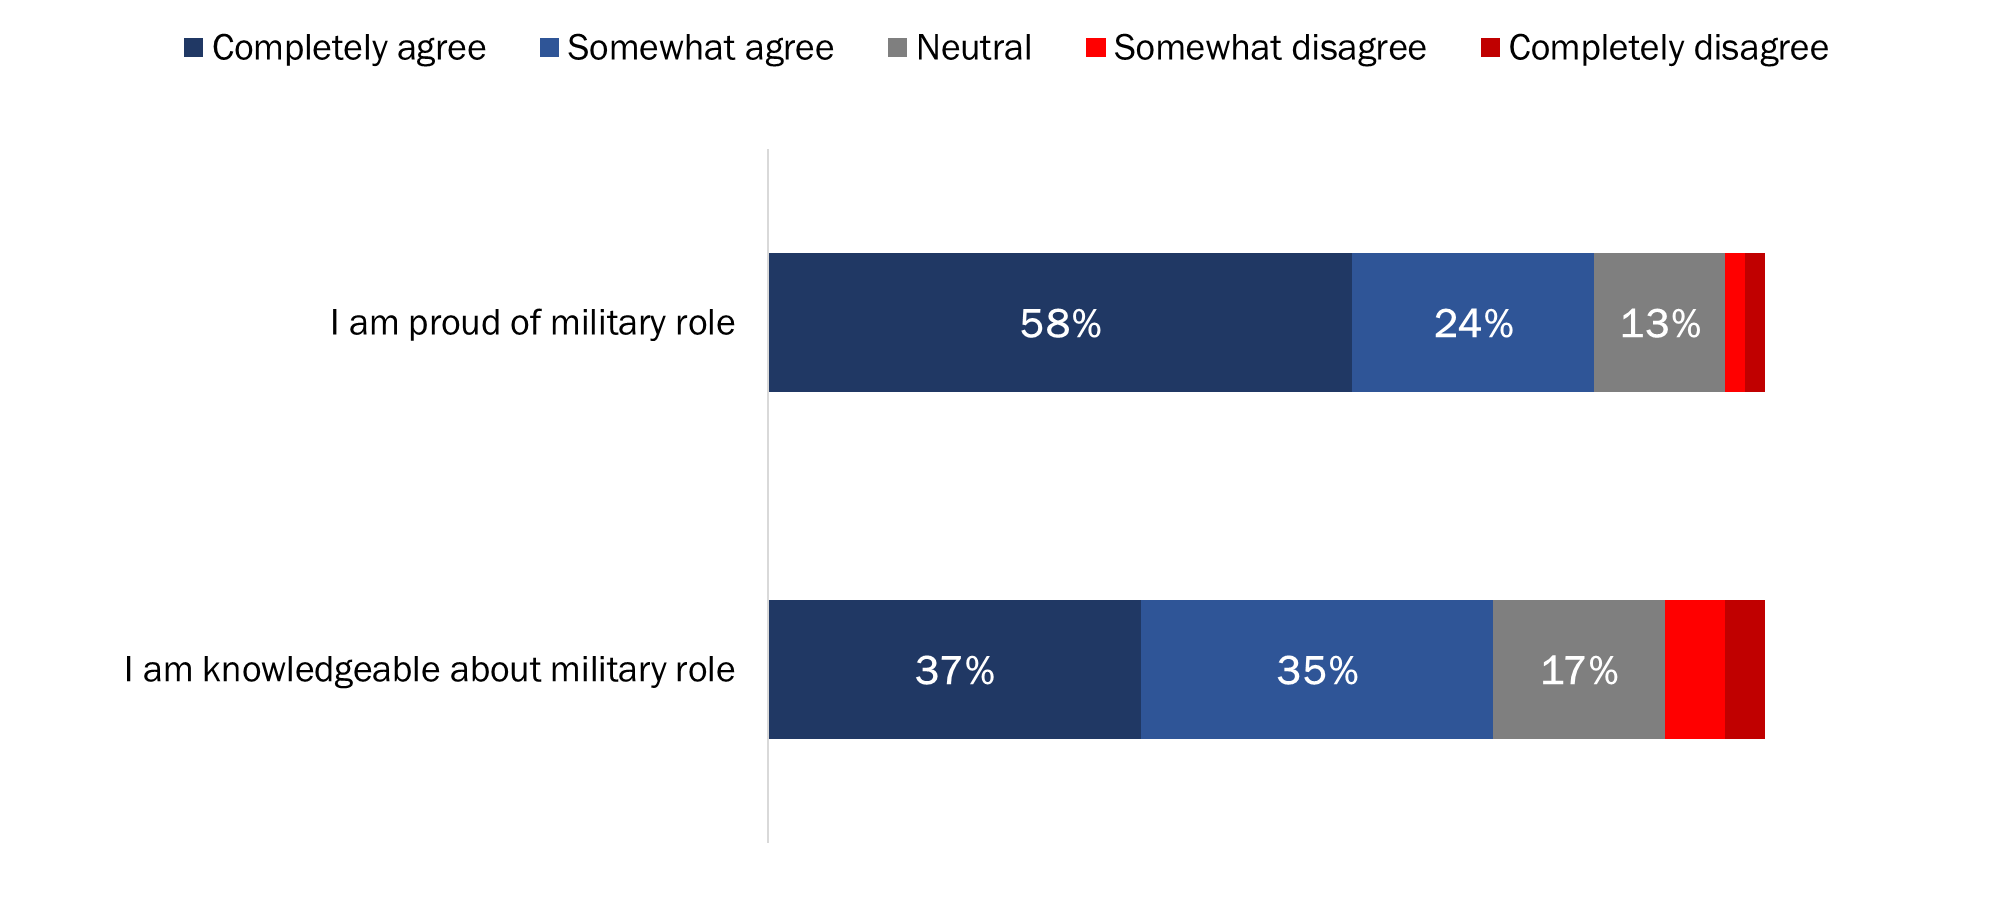 Completely agree Somewhat agree Neutral Somewhat disagree Completely disagree
I am proud of military role 58% 24% 13%
I am knowledgeable about military role 37% 35% 17%